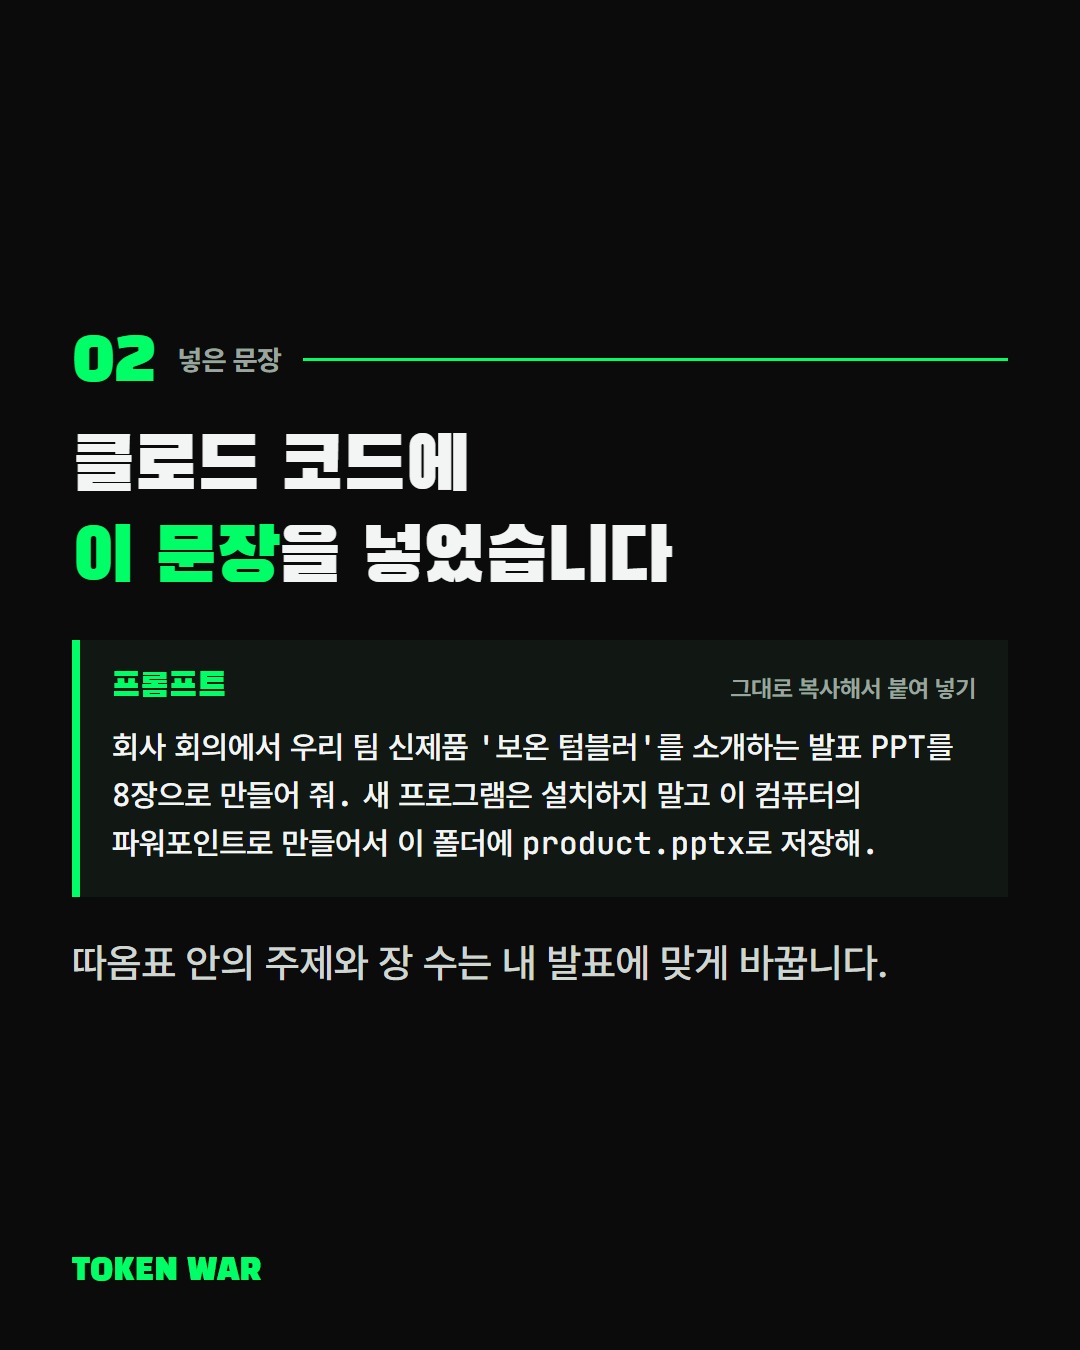 02 넣은 문장
클로드 코드에
이 문장을 넣었습니다
프롬프트
그대로 복사해서 붙여 넣기
회사 회의에서 우리 팀 신제품 '보온 텀블러'를 소개하는 발표 PPT를
8장으로 만들어 줘. 새 프로그램은 설치하지 말고 이 컴퓨터의
파워포인트로 만들어서 이 폴더에 product.pptx로 저장해.
따옴표 안의 주제와 장 수는 내 발표에 맞게 바꿉니다.
TOKEN WAR